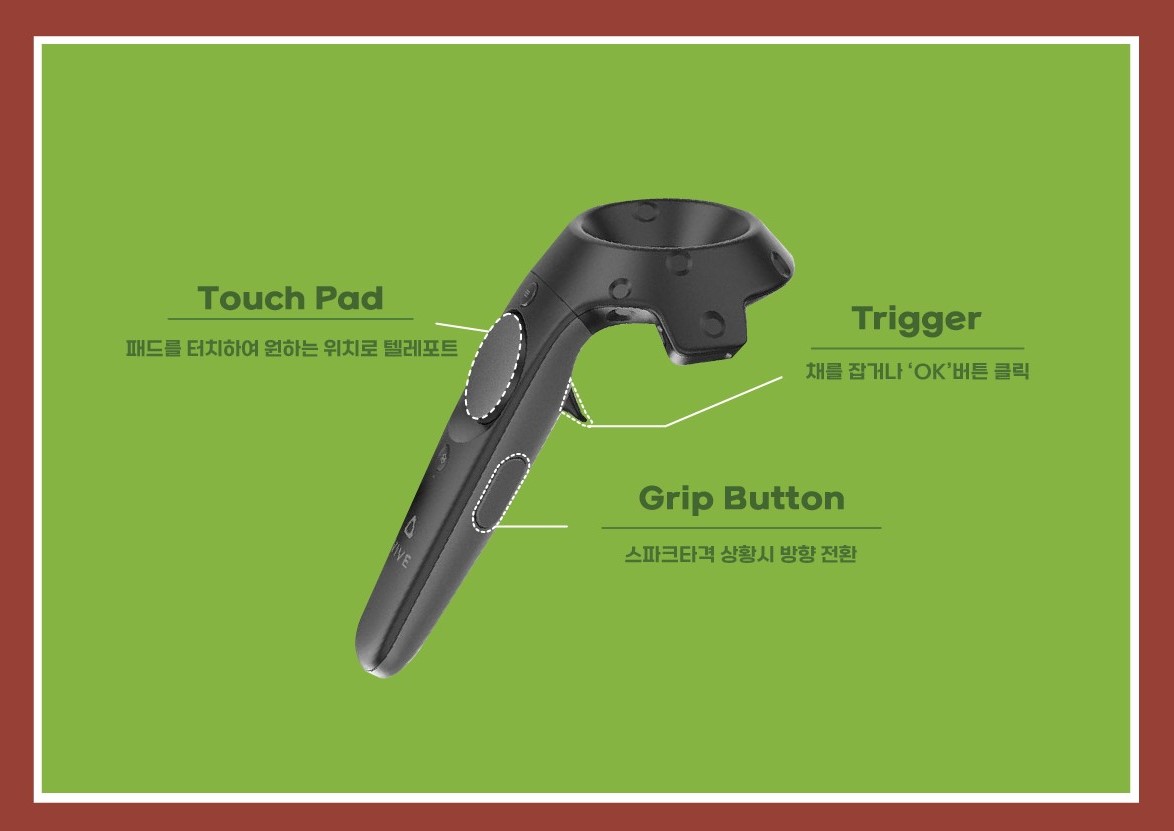 Touch Pad
패드를 터치하여 원하는 위치로 텔레포트
Trigger
채를 잡거나 ‘OK’버튼 클릭
Grip Button
스파크타격 상황시 방향 전환
VIVE